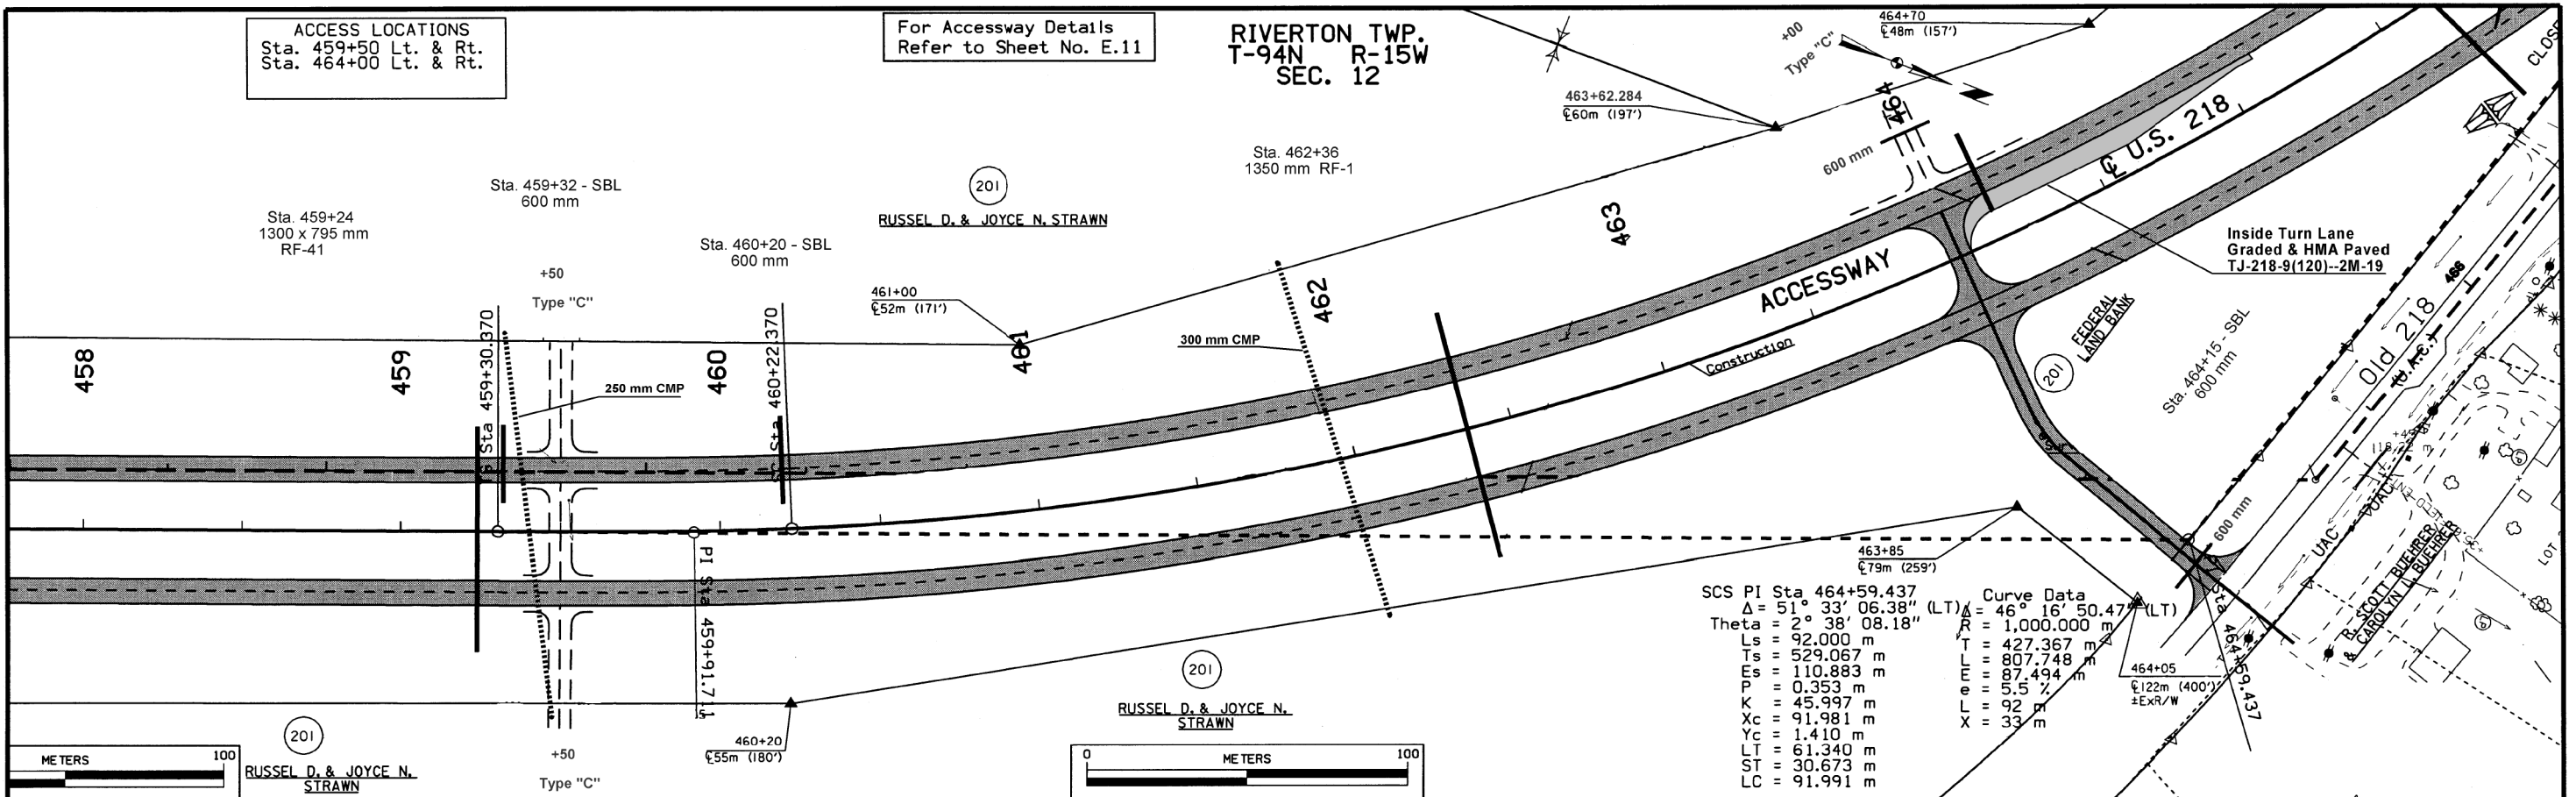 ACCESS LOCATIONS
Sta. 459+50 Lt. & Rt.
Sta. 464+00 Lt. & Rt.
For Accessway Details
Refer to Sheet No. E.11
RIVERTON TWP.
T-94N R-15W
SEC. 12
464+70
℄48m (157')
+00
Type "C"
463+62.284
℄60m (197')
464
600 mm
CLOSE
℄ U.S. 218
Sta. 462+36
1350 mm RF-1
Sta. 459+32 - SBL
600 mm
201
RUSSEL D. & JOYCE N. STRAWN
Sta. 459+24
1300 x 795 mm
RF-41
Sta. 460+20 - SBL
600 mm
463
Inside Turn Lane
Graded & HMA Paved
TJ-218-9(120)--2M-19
+50
Type "C"
461+00
℄52m (171')
462
ACCESSWAY
FEDERAL
LAND BANK
201
Old 218
(U.A.C.)
466
Sta. 464+15 - SBL
600 mm
458
459
Sta 459+30.370
460
Sta 460+22.370
461
300 mm CMP
Construction
250 mm CMP
600 mm
UAC
UAC
R. SCOTT BUEHRER
& CAROLYN L. BUEHRER
LOT
PI Sta 459+91.711
463+85
℄79m (259')
SCS PI Sta 464+59.437
Δ = 51° 33' 06.38" (LT)
Theta = 2° 38' 08.18"
Ls = 92.000 m
Ts = 529.067 m
Es = 110.883 m
P = 0.353 m
K = 45.997 m
Xc = 91.981 m
Yc = 1.410 m
LT = 61.340 m
ST = 30.673 m
LC = 91.991 m
Curve Data
Δ = 46° 16' 50.47" (LT)
R = 1,000.000 m
T = 427.367 m
L = 807.748 m
E = 87.494 m
e = 5.5 %
L = 92 m
X = 33 m
464+05
℄122m (400')
±ExR/W
Sta 464+59.437
201
RUSSEL D. & JOYCE N.
STRAWN
460+20
℄55m (180')
+50
Type "C"
201
RUSSEL D. & JOYCE N.
STRAWN
METERS 100
0 METERS 100